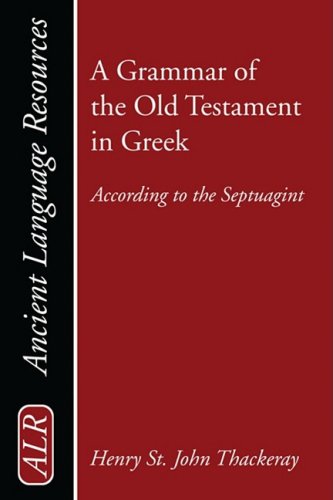 A Grammar of
the Old Testament
in Greek
According to the Septuagint
Henry St. John Thackeray
Ancient Language Resources
ALR